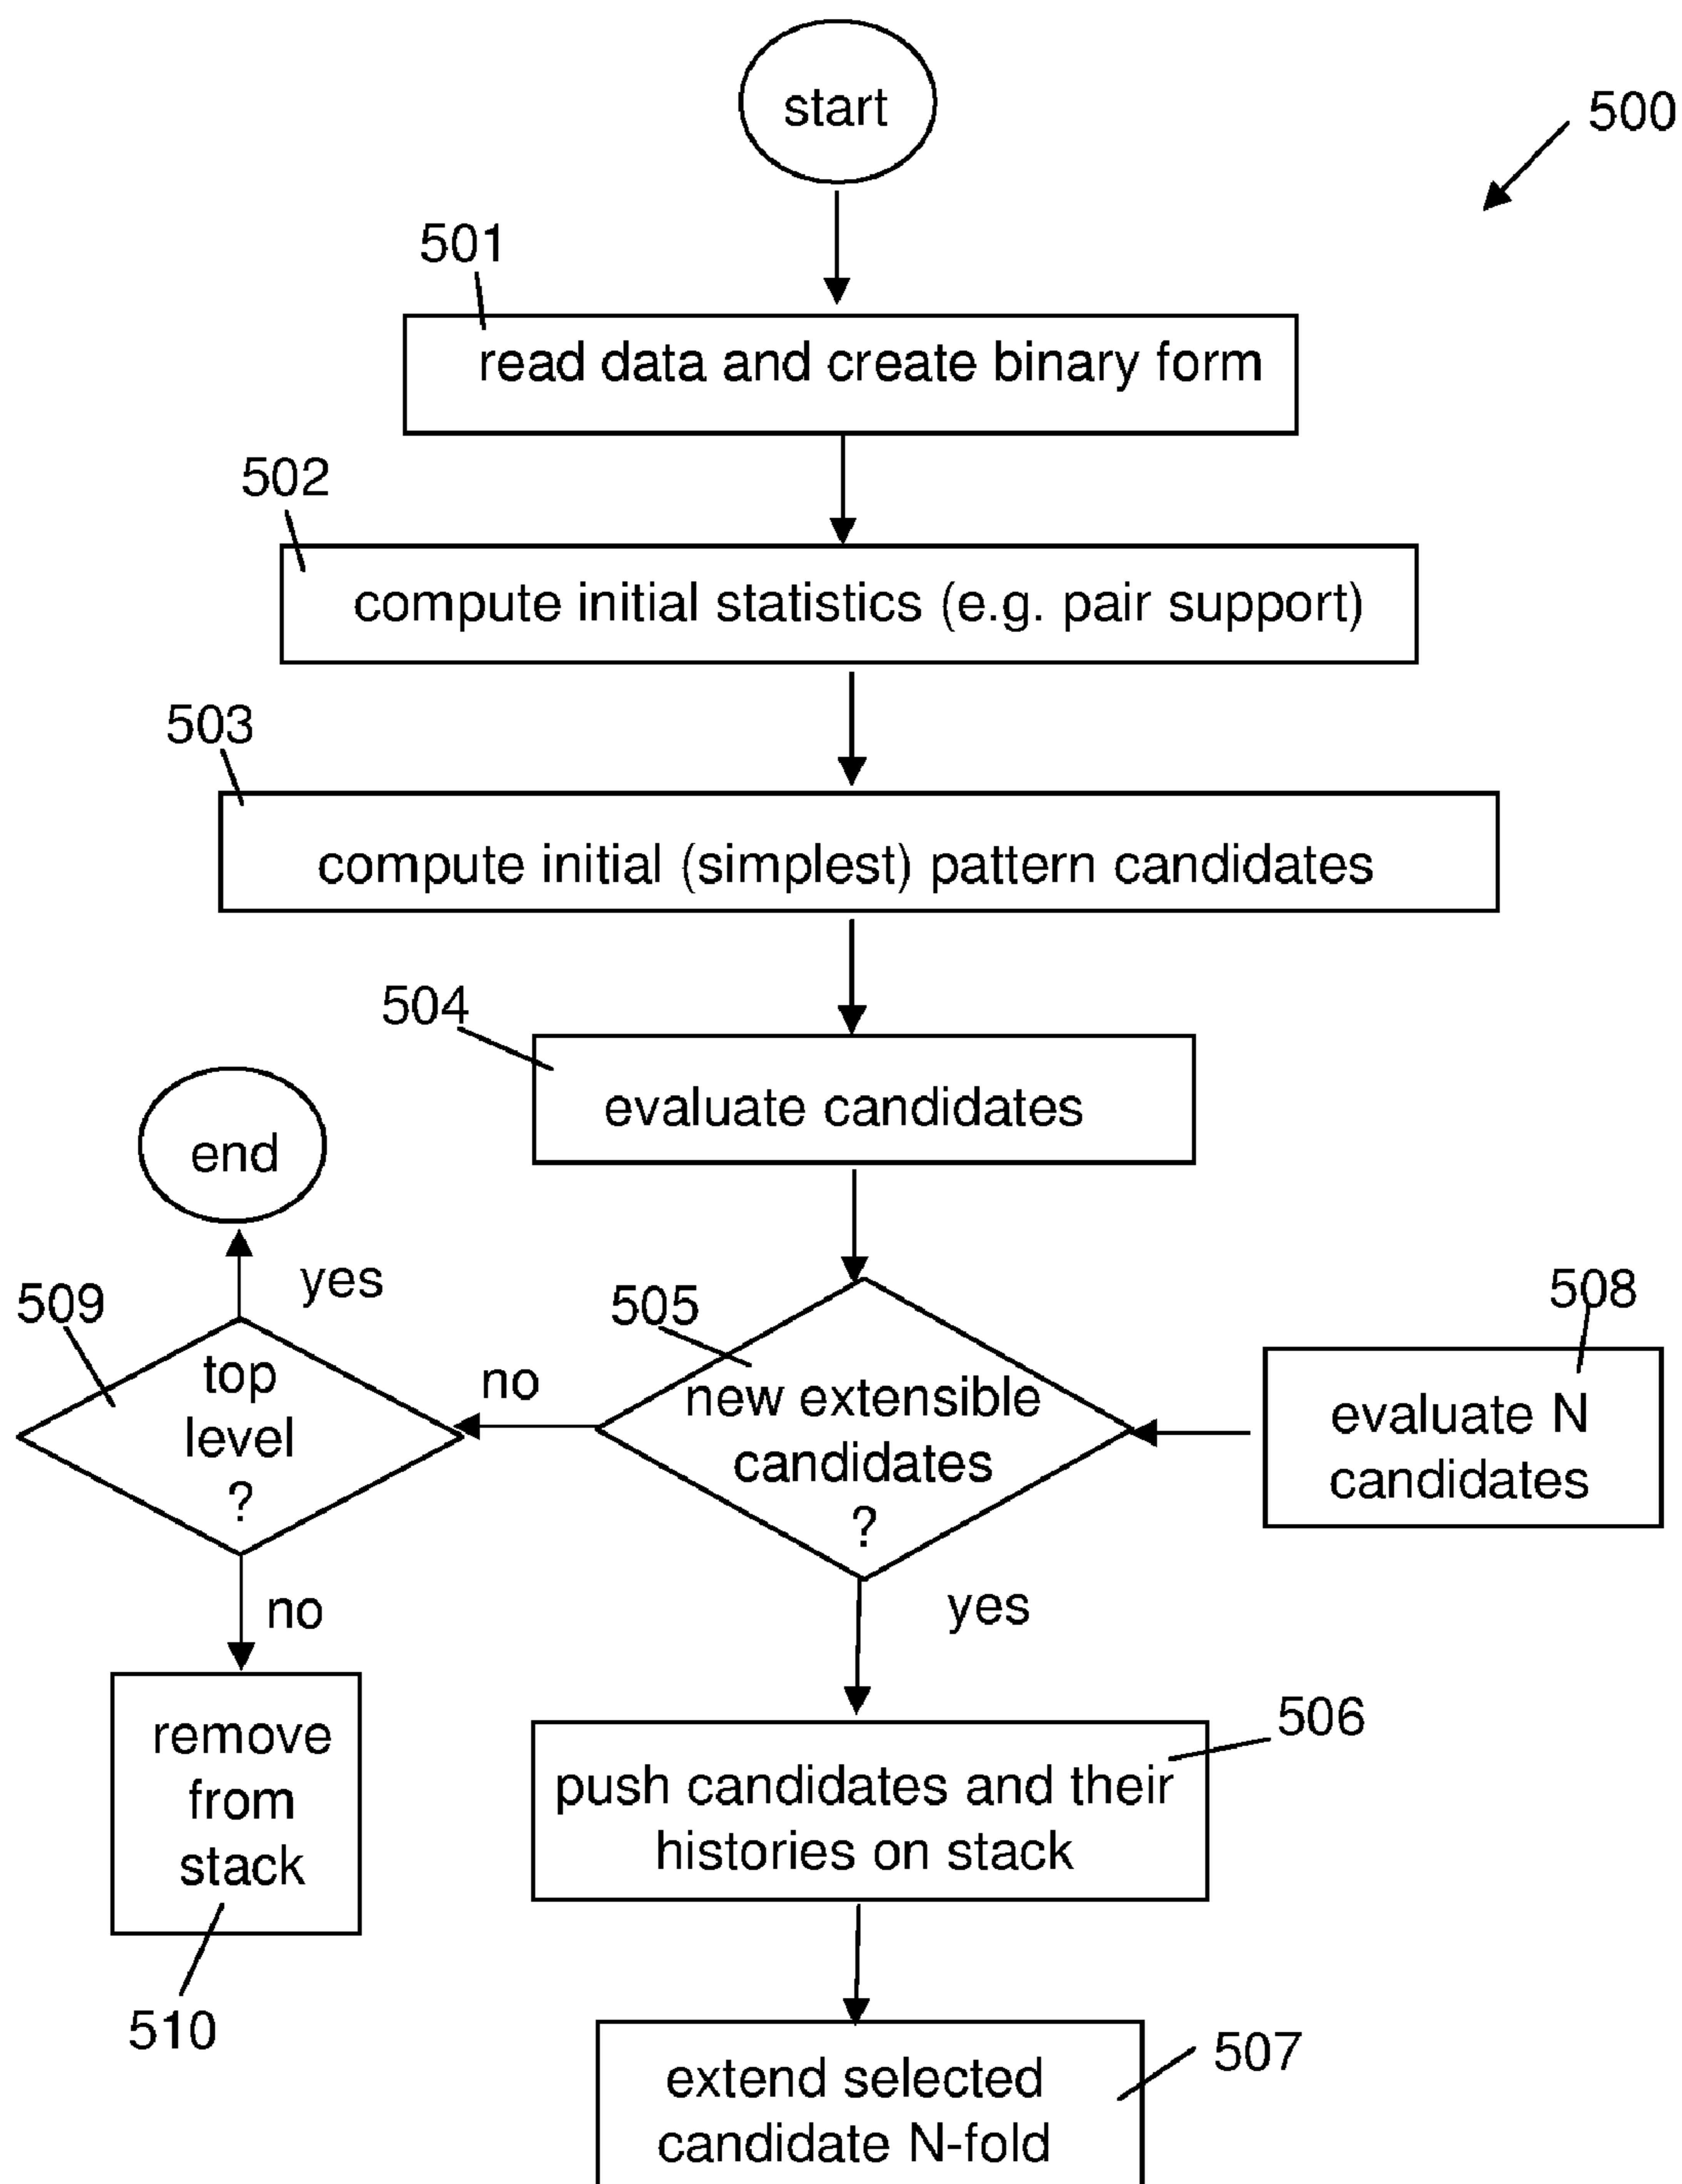 start
500
501
read data and create binary form
502
compute initial statistics (e.g. pair support)
503
compute initial (simplest) pattern candidates
504
evaluate candidates
end
yes
509
top
level
?
no
505
new extensible
candidates
?
508
evaluate N
candidates
no
yes
remove
from
stack
510
506
push candidates and their
histories on stack
507
extend selected
candidate N-fold